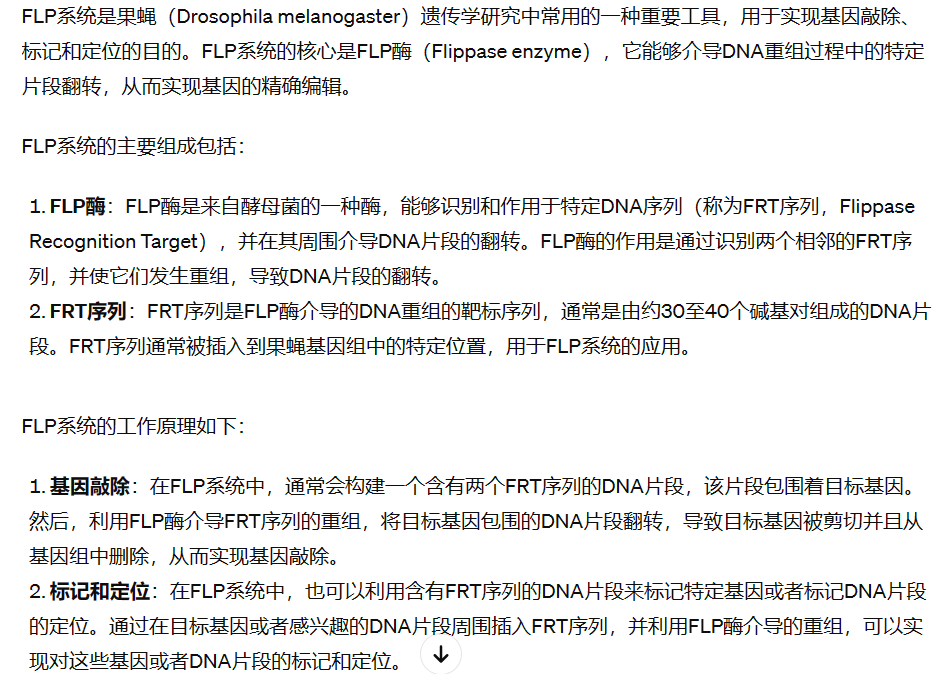 FLP系统是果蝇（Drosophila melanogaster）遗传学研究中常用的一种重要工具，用于实现基因敲除、
标记和定位的目的。FLP系统的核心是FLP酶（Flippase enzyme），它能够介导DNA重组过程中的特定
片段翻转，从而实现基因的精确编辑。
FLP系统的主要组成包括：
1. FLP酶：FLP酶是来自酵母菌的一种酶，能够识别和作用于特定DNA序列（称为FRT序列，Flippase
Recognition Target），并在其周围介导DNA片段的翻转。FLP酶的作用是通过识别两个相邻的FRT序
列，并使它们发生重组，导致DNA片段的翻转。
2. FRT序列：FRT序列是FLP酶介导的DNA重组的靶标序列，通常是由约30至40个碱基对组成的DNA片
段。FRT序列通常被插入到果蝇基因组中的特定位置，用于FLP系统的应用。
FLP系统的工作原理如下：
1. 基因敲除：在FLP系统中，通常会构建一个含有两个FRT序列的DNA片段，该片段包围着目标基因。
然后，利用FLP酶介导FRT序列的重组，将目标基因包围的DNA片段翻转，导致目标基因被剪切并且从
基因组中删除，从而实现基因敲除。
2. 标记和定位：在FLP系统中，也可以利用含有FRT序列的DNA片段来标记特定基因或者标记DNA片段
的定位。通过在目标基因或者感兴趣的DNA片段周围插入FRT序列，并利用FLP酶介导的重组，可以实
现对这些基因或者DNA片段的标记和定位。